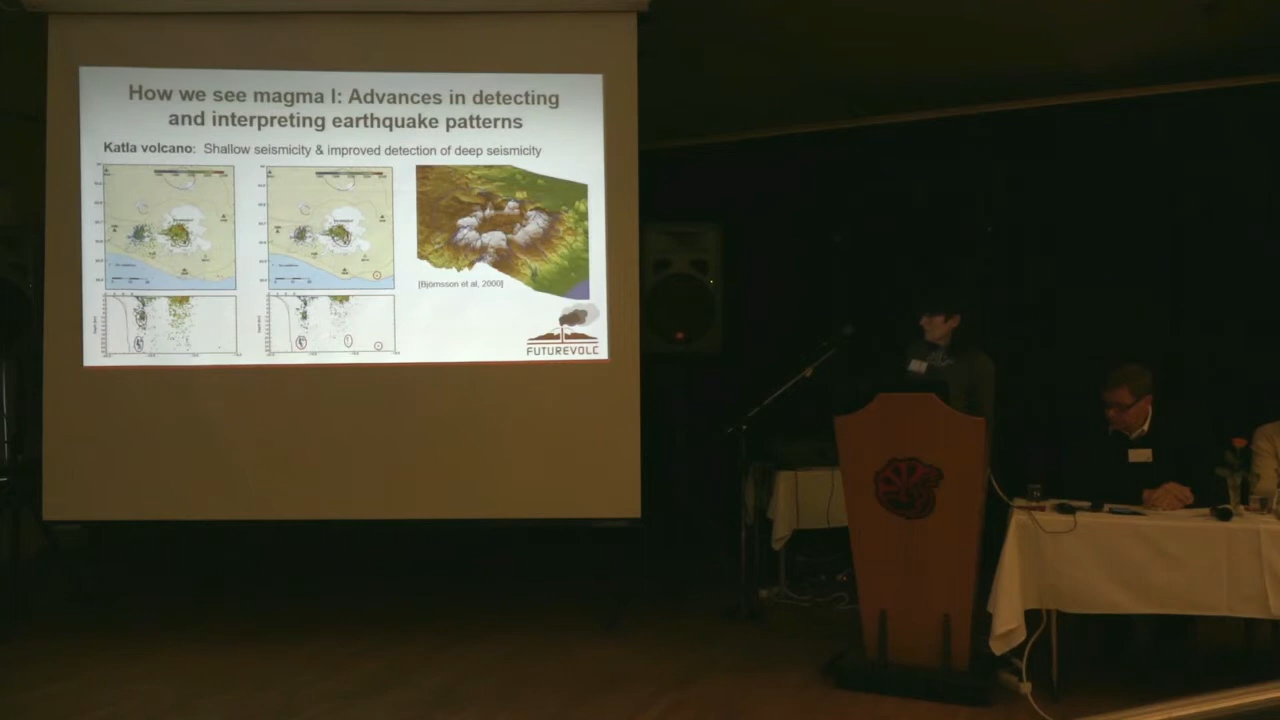 How we see magma I: Advances in detecting
and interpreting earthquake patterns
Katla volcano: Shallow seismicity & improved detection of deep seismicity
[Björnsson et al, 2000]
FUTUREVOLC